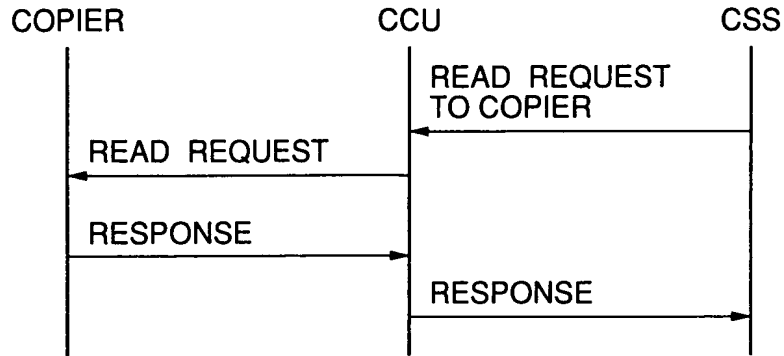 COPIER
CCU
CSS
READ REQUEST
TO COPIER
READ REQUEST
RESPONSE
RESPONSE